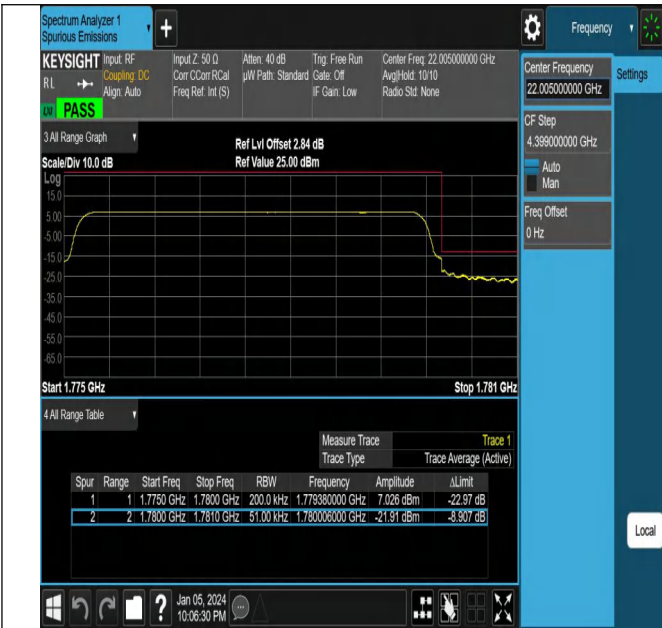 Spectrum Analyzer 1
Spurious Emissions
+
Frequency
KEYSIGHT Input: RF Input Z: 50 Ω Atten: 40 dB Trig: Free Run Center Freq: 22.005000000 GHz
RL Coupling: DC Corr CCorr RCal µW Path: Standard Gate: Off Avg|Hold: 10/10
Align: Auto Freq Ref: Int (S) IF Gain: Low Radio Std: None
PASS
Center Frequency
22.005000000 GHz
Settings
CF Step
4.399000000 GHz
Auto
Man
Freq Offset
0 Hz
3 All Range Graph
Ref Lvl Offset 2.84 dB
Scale/Div 10.0 dB Ref Value 25.00 dBm
Log
15.0
5.00
-5.00
-15.0
-25.0
-35.0
-45.0
-55.0
-65.0
Start 1.775 GHz Stop 1.781 GHz
4 All Range Table
Measure Trace Trace 1
Trace Type Trace Average (Active)
Spur Range Start Freq Stop Freq RBW Frequency Amplitude ΔLimit
1 1 1.7750 GHz 1.7800 GHz 200.0 kHz 1.779380000 GHz 7.026 dBm -22.97 dB
2 2 1.7800 GHz 1.7810 GHz 51.00 kHz 1.780006000 GHz -21.91 dBm -8.907 dB
Local
? Jan 05, 2024
10:06:30 PM